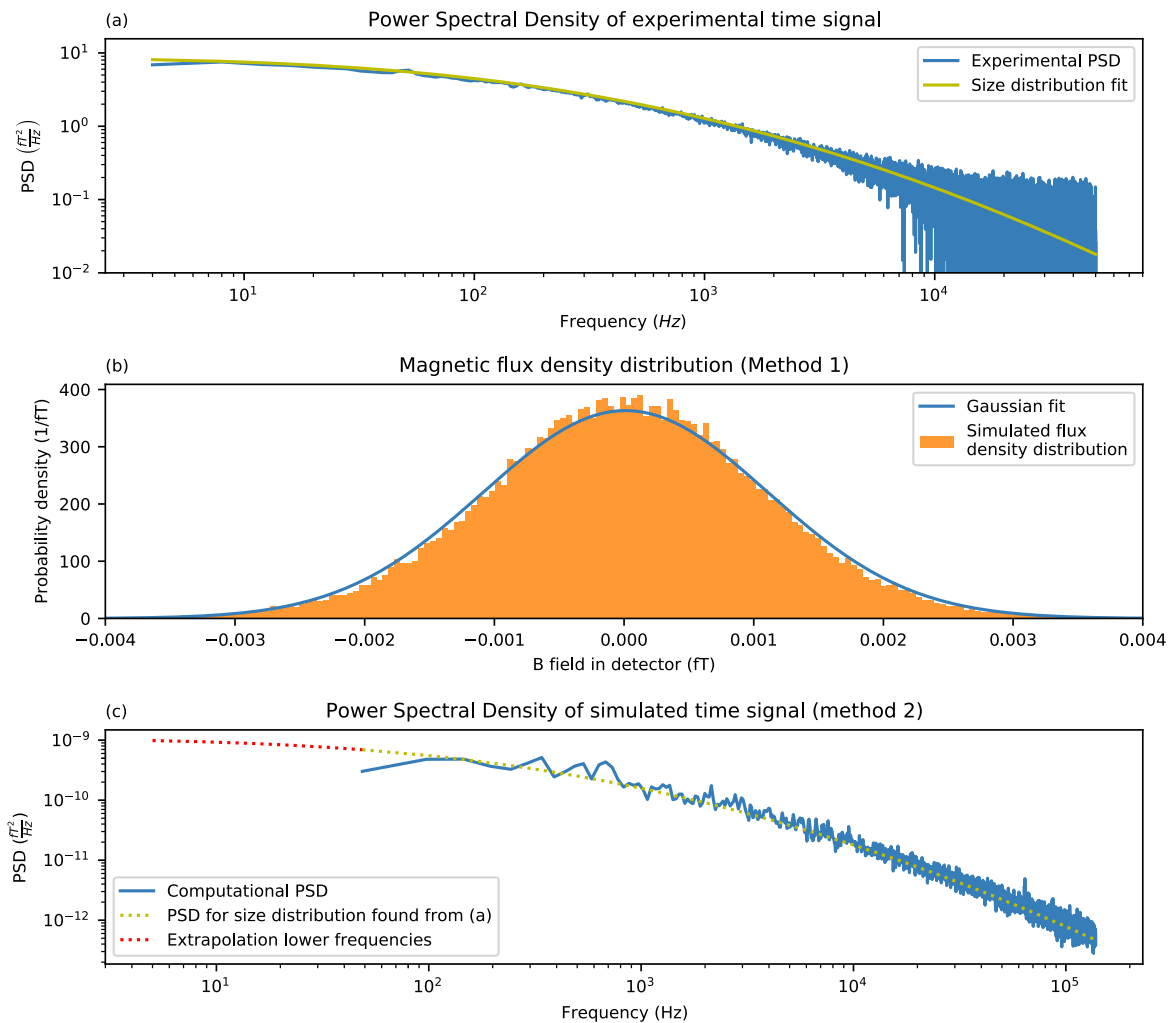 (a)
Power Spectral Density of experimental time signal
PSD (fT²/Hz)
10¹
10⁰
10⁻¹
10⁻²
Experimental PSD
Size distribution fit
10¹ 10² 10³ 10⁴
Frequency (Hz)
(b)
Magnetic flux density distribution (Method 1)
Probability density (1/fT)
400
300
200
100
0
Gaussian fit
Simulated flux
density distribution
−0.004 −0.003 −0.002 −0.001 0.000 0.001 0.002 0.003 0.004
B field in detector (fT)
(c)
Power Spectral Density of simulated time signal (method 2)
PSD (fT²/Hz)
10⁻⁹
10⁻¹⁰
10⁻¹¹
10⁻¹²
Computational PSD
PSD for size distribution found from (a)
Extrapolation lower frequencies
10¹ 10² 10³ 10⁴ 10⁵
Frequency (Hz)